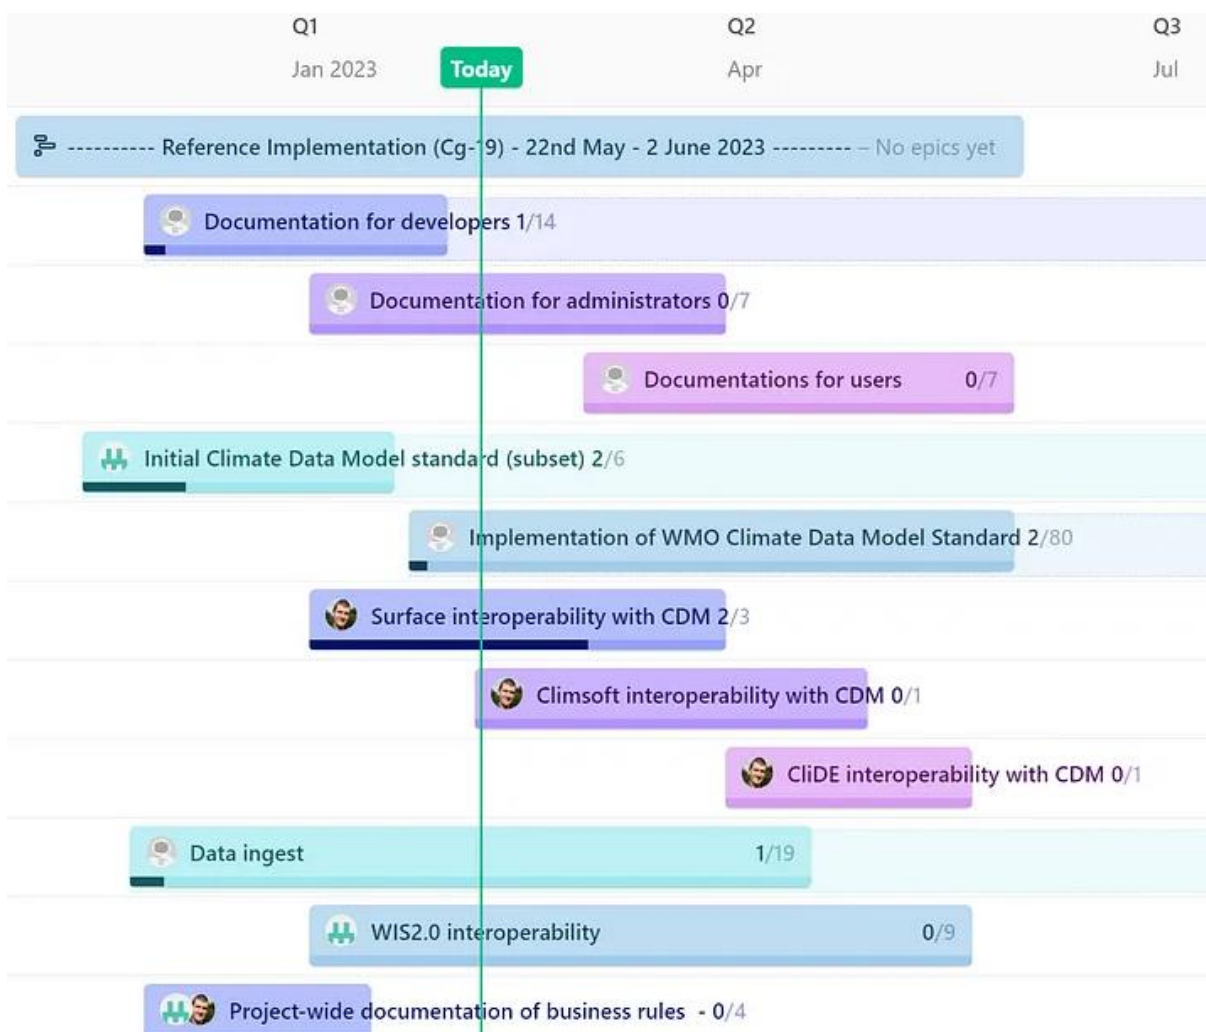 Q1 Q2 Q3
Jan 2023 Today Apr Jul
---------- Reference Implementation (Cg-19) - 22nd May - 2 June 2023 --------- – No epics yet
Documentation for developers 1/14
Documentation for administrators 0/7
Documentations for users 0/7
Initial Climate Data Model standard (subset) 2/6
Implementation of WMO Climate Data Model Standard 2/80
Surface interoperability with CDM 2/3
Climsoft interoperability with CDM 0/1
CliDE interoperability with CDM 0/1
Data ingest 1/19
WIS2.0 interoperability 0/9
Project-wide documentation of business rules - 0/4